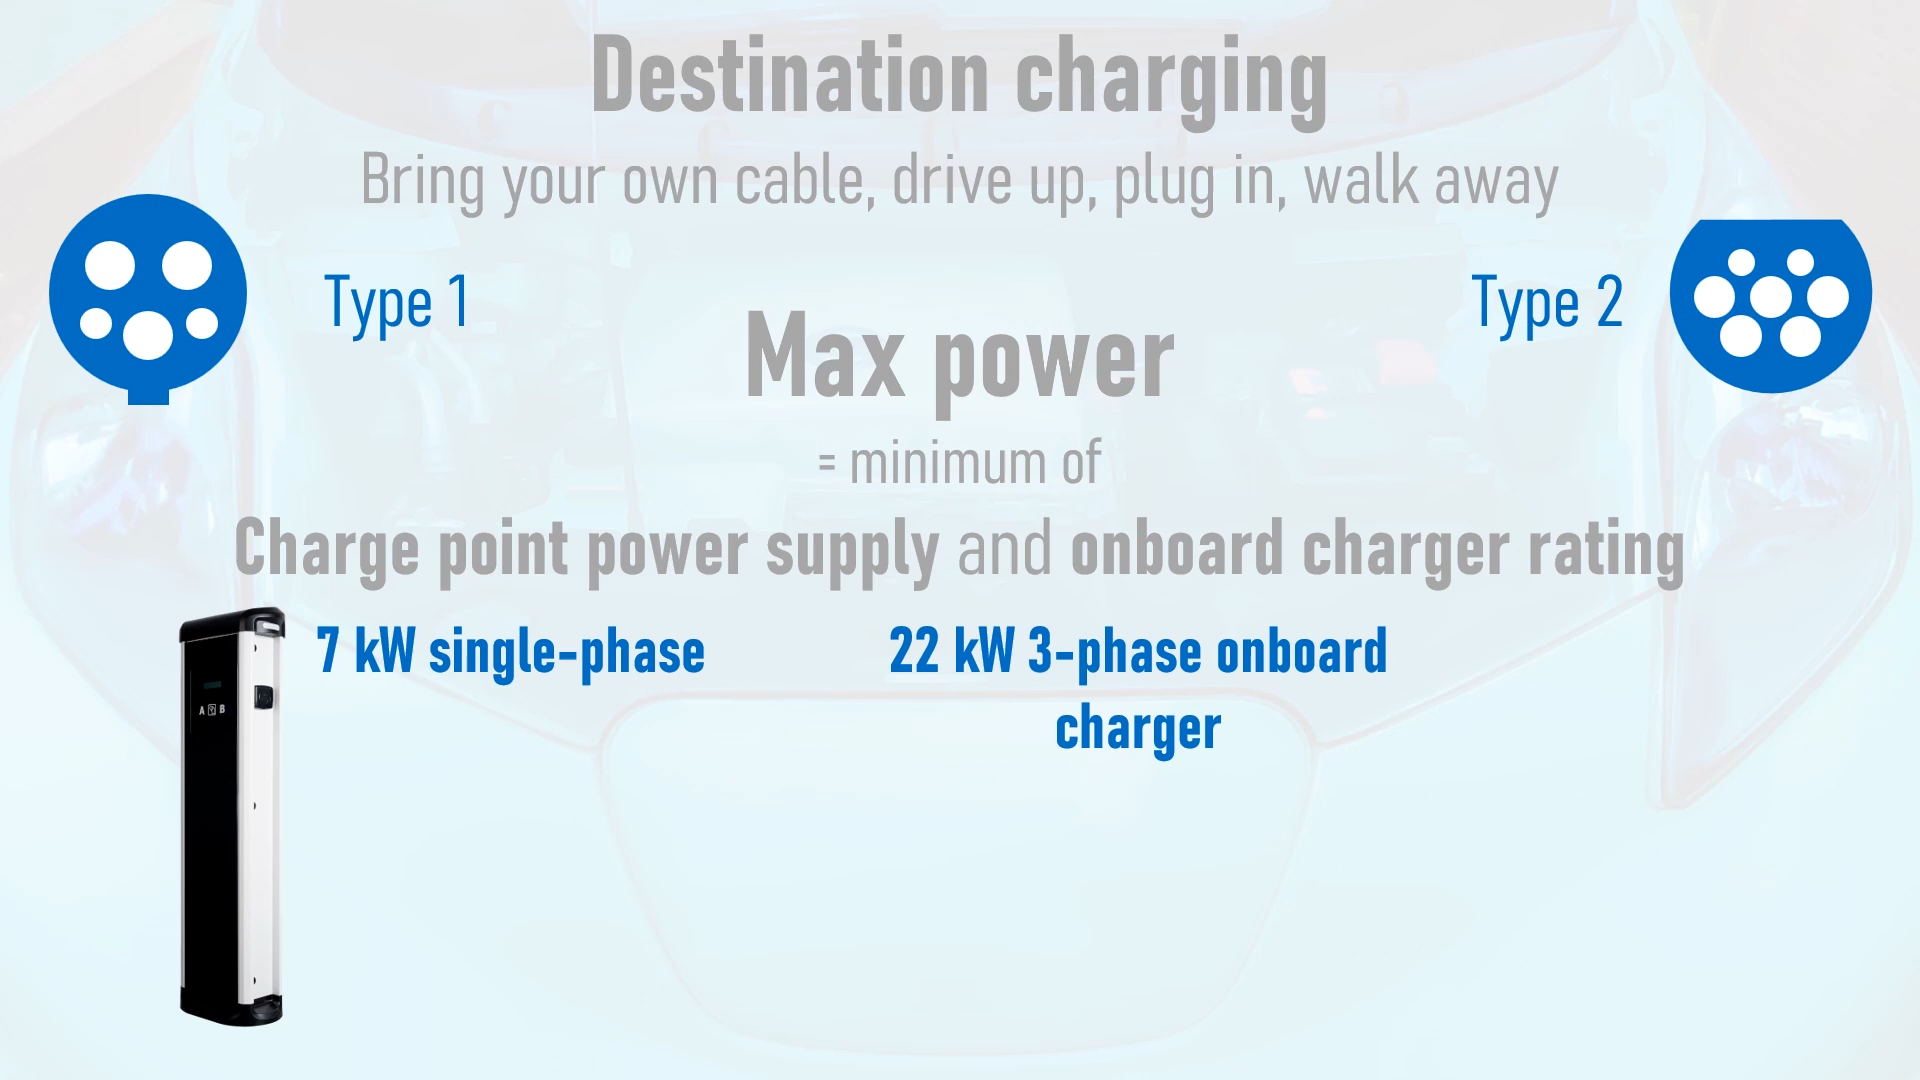 Destination charging
Bring your own cable, drive up, plug in, walk away
Type 1
Type 2
Max power
= minimum of
Charge point power supply and onboard charger rating
7 kW single-phase
22 kW 3-phase onboard
charger
A B